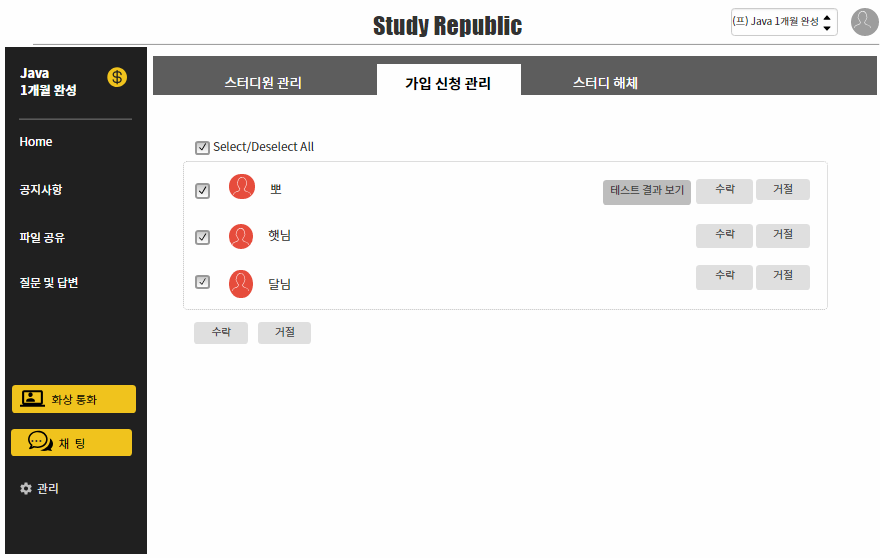 Study Republic
(프) Java 1개월 완성
Java
1개월 완성
스터디원 관리
가입 신청 관리
스터디 해체
Home
공지사항
파일 공유
질문 및 답변
화상 통화
채 팅
관리
Select/Deselect All
뽀
테스트 결과 보기
수락
거절
햇님
수락
거절
달님
수락
거절
수락
거절